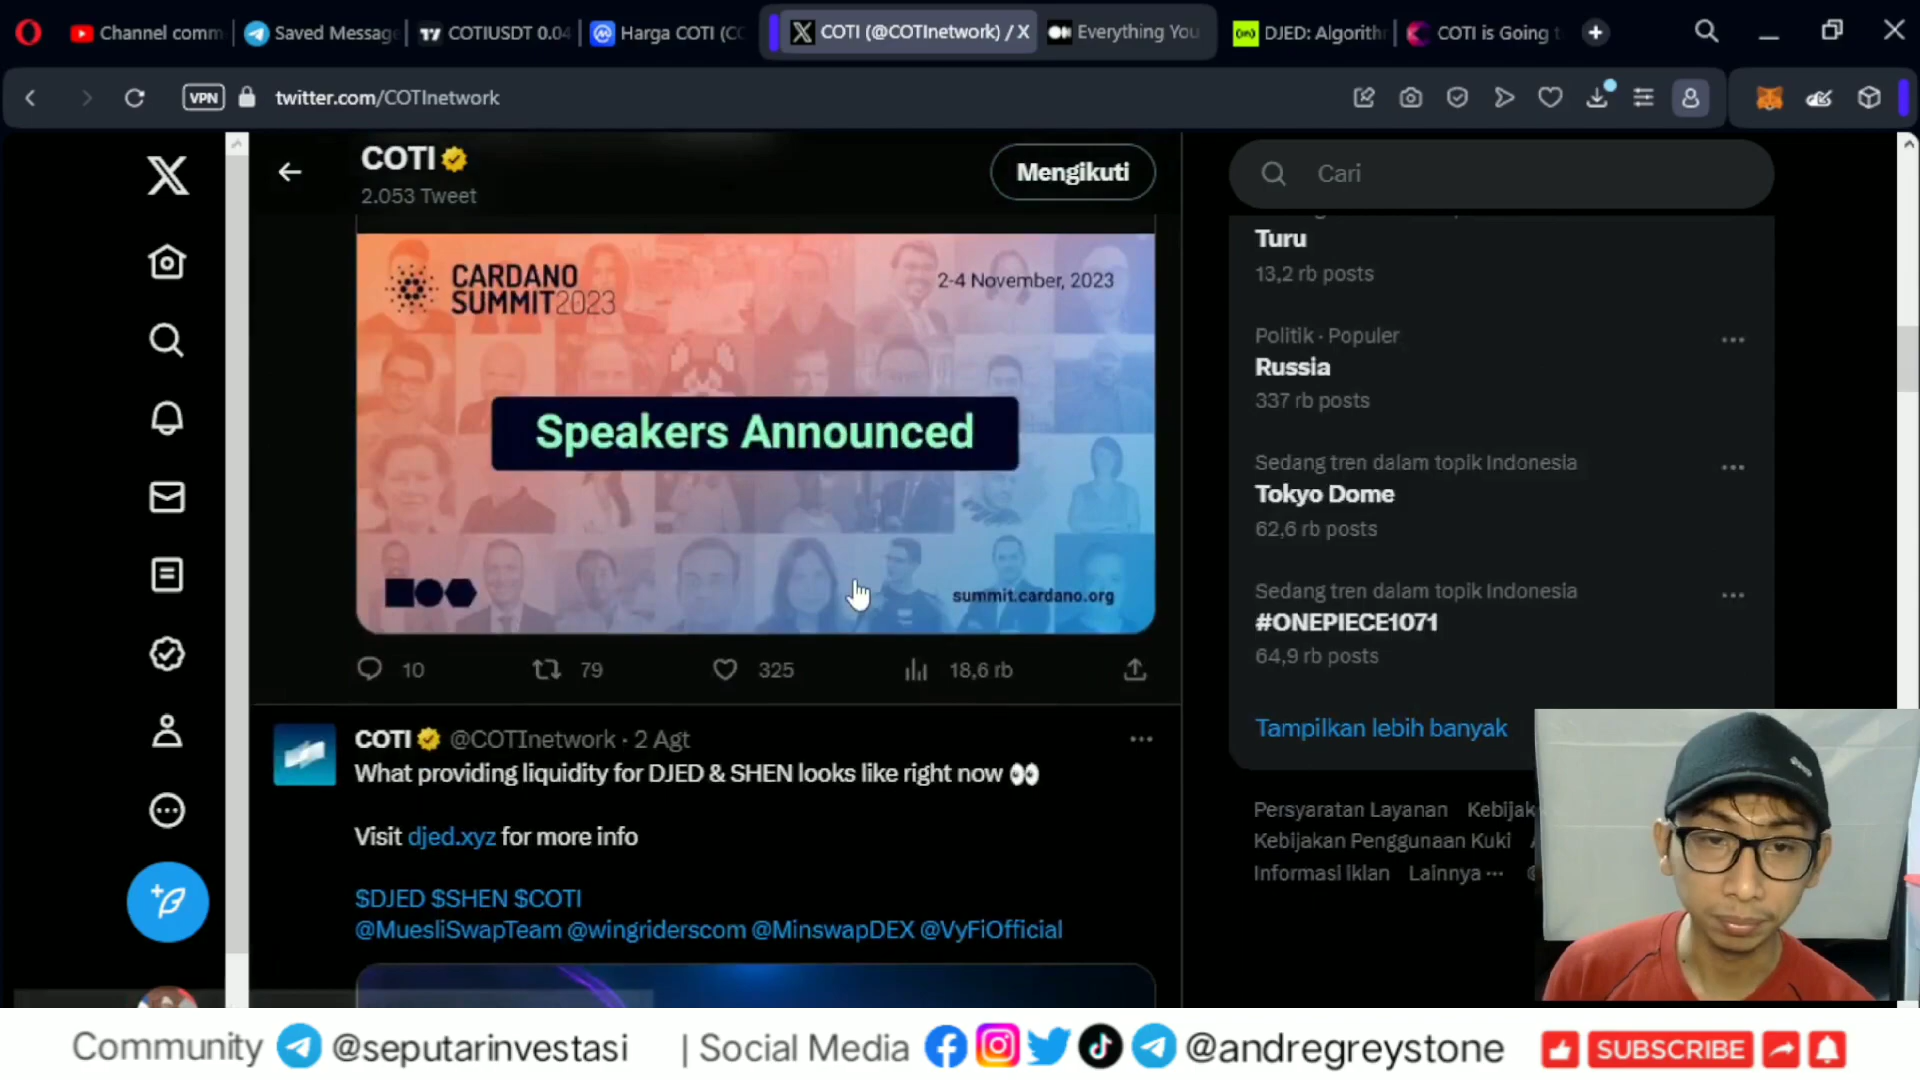 Channel comm
Saved Message
COTIUSDT 0.04
Harga COTI (CO
COTI (@COTInetwork) / X
Everything You
DJED: Algorith
COTI is Going t
VPN
twitter.com/COTInetwork
COTI
2.053 Tweet
Mengikuti
Cari
CARDANO
SUMMIT2023
2-4 November, 2023
Speakers Announced
summit.cardano.org
10
79
325
18,6 rb
COTI @COTInetwork · 2 Agt
What providing liquidity for DJED & SHEN looks like right now 👀
Visit djed.xyz for more info
$DJED $SHEN $COTI
@MuesliSwapTeam @wingriderscom @MinswapDEX @VyFiOfficial
Turu
13,2 rb posts
Politik · Populer
Russia
337 rb posts
Sedang tren dalam topik Indonesia
Tokyo Dome
62,6 rb posts
Sedang tren dalam topik Indonesia
#ONEPIECE1071
64,9 rb posts
Tampilkan lebih banyak
Persyaratan Layanan Kebijak
Kebijakan Penggunaan Kuki
Informasi Iklan Lainnya ···
Community @seputarinvestasi | Social Media @andregreystone SUBSCRIBE